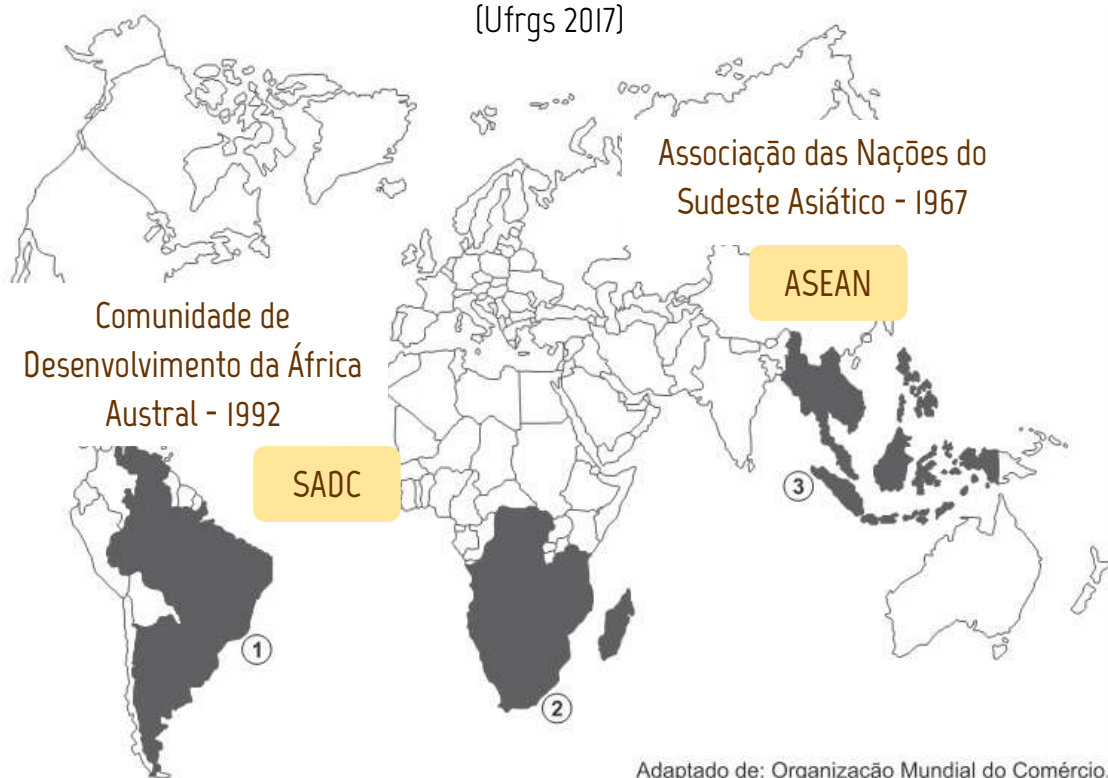 (Ufrgs 2017)
Associação das Nações do
Sudeste Asiático - 1967
ASEAN
Comunidade de
Desenvolvimento da África
Austral - 1992
SADC
3
1
2
Adaptado de: Organização Mundial do Comércio.